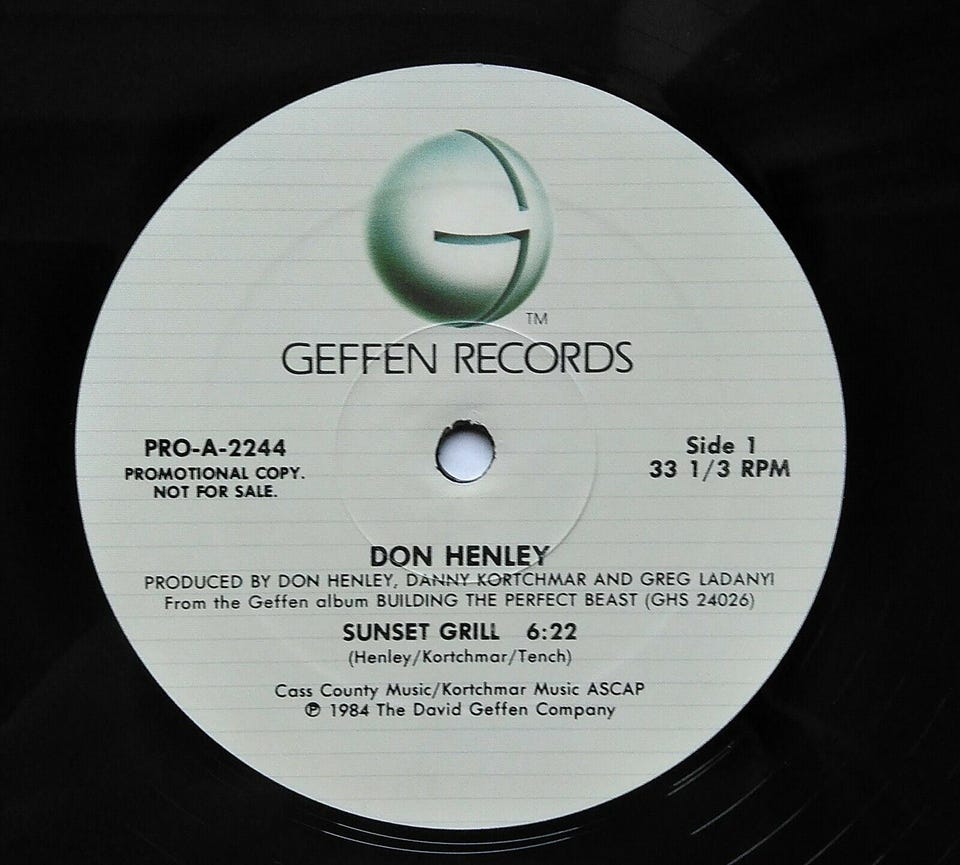 TM
GEFFEN RECORDS
PRO-A-2244
PROMOTIONAL COPY.
NOT FOR SALE.
Side 1
33 1/3 RPM
DON HENLEY
PRODUCED BY DON HENLEY, DANNY KORTCHMAR AND GREG LADANYI
From the Geffen album BUILDING THE PERFECT BEAST (GHS 24026)
SUNSET GRILL 6:22
(Henley/Kortchmar/Tench)
Cass County Music/Kortchmar Music ASCAP
℗ 1984 The David Geffen Company